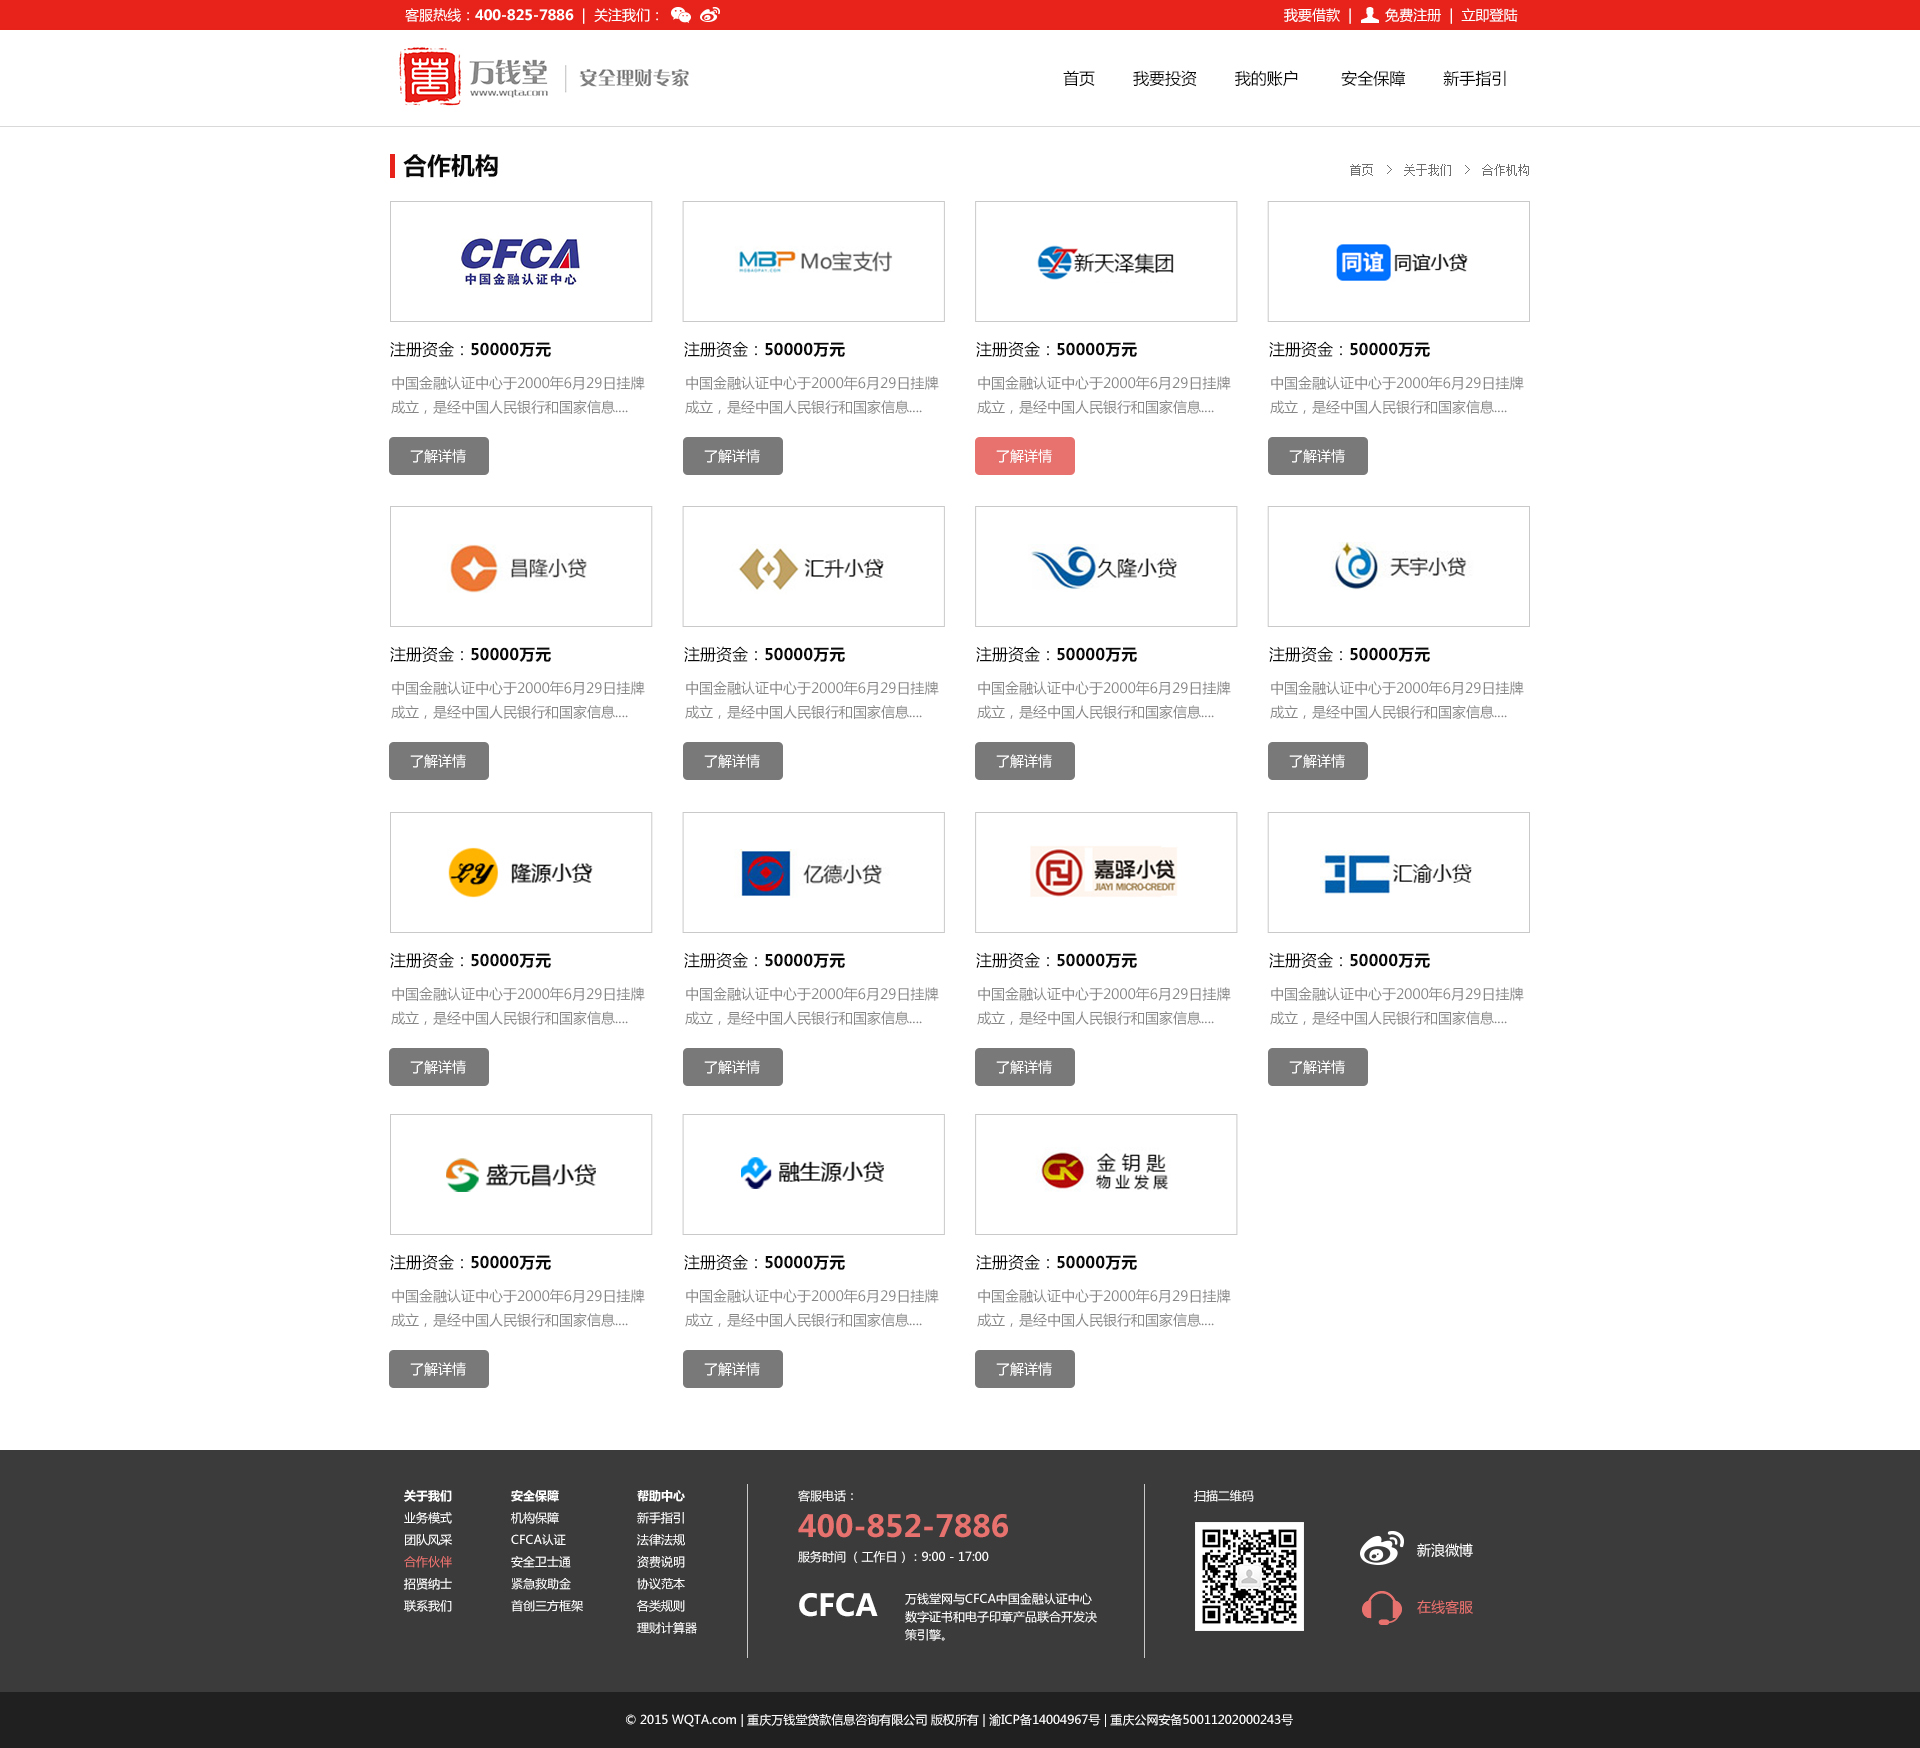 客服热线：400-825-7886 | 关注我们：
我要借款 | 免费注册 | 立即登陆
萬 万钱堂 www.wqta.com 安全理财专家
首页 我要投资 我的账户 安全保障 新手指引
合作机构
首页 > 关于我们 > 合作机构
CFCA
中国金融认证中心
MBP Mo宝支付
MOBAOPAY.COM
新天泽集团
同谊 同谊小贷
注册资金：50000万元
中国金融认证中心于2000年6月29日挂牌
成立，是经中国人民银行和国家信息....
了解详情
注册资金：50000万元
中国金融认证中心于2000年6月29日挂牌
成立，是经中国人民银行和国家信息....
了解详情
注册资金：50000万元
中国金融认证中心于2000年6月29日挂牌
成立，是经中国人民银行和国家信息....
了解详情
注册资金：50000万元
中国金融认证中心于2000年6月29日挂牌
成立，是经中国人民银行和国家信息....
了解详情
昌隆小贷
汇升小贷
久隆小贷
天宇小贷
注册资金：50000万元
中国金融认证中心于2000年6月29日挂牌
成立，是经中国人民银行和国家信息....
了解详情
注册资金：50000万元
中国金融认证中心于2000年6月29日挂牌
成立，是经中国人民银行和国家信息....
了解详情
注册资金：50000万元
中国金融认证中心于2000年6月29日挂牌
成立，是经中国人民银行和国家信息....
了解详情
注册资金：50000万元
中国金融认证中心于2000年6月29日挂牌
成立，是经中国人民银行和国家信息....
了解详情
LY 隆源小贷
亿德小贷
嘉驿小贷
JIAYI MICRO-CREDIT
汇渝小贷
注册资金：50000万元
中国金融认证中心于2000年6月29日挂牌
成立，是经中国人民银行和国家信息....
了解详情
注册资金：50000万元
中国金融认证中心于2000年6月29日挂牌
成立，是经中国人民银行和国家信息....
了解详情
注册资金：50000万元
中国金融认证中心于2000年6月29日挂牌
成立，是经中国人民银行和国家信息....
了解详情
注册资金：50000万元
中国金融认证中心于2000年6月29日挂牌
成立，是经中国人民银行和国家信息....
了解详情
盛元昌小贷
融生源小贷
GK 金钥匙
物业发展
注册资金：50000万元
中国金融认证中心于2000年6月29日挂牌
成立，是经中国人民银行和国家信息....
了解详情
注册资金：50000万元
中国金融认证中心于2000年6月29日挂牌
成立，是经中国人民银行和国家信息....
了解详情
注册资金：50000万元
中国金融认证中心于2000年6月29日挂牌
成立，是经中国人民银行和国家信息....
了解详情
关于我们
业务模式
团队风采
合作伙伴
招贤纳士
联系我们
安全保障
机构保障
CFCA认证
安全卫士通
紧急救助金
首创三方框架
帮助中心
新手指引
法律法规
资费说明
协议范本
各类规则
理财计算器
客服电话：
400-852-7886
服务时间（工作日）: 9:00 - 17:00
CFCA
万钱堂网与CFCA中国金融认证中心
数字证书和电子印章产品联合开发决
策引擎。
扫描二维码
新浪微博
在线客服
© 2015 WQTA.com | 重庆万钱堂贷款信息咨询有限公司 版权所有 | 渝ICP备14004967号 | 重庆公网安备50011202000243号